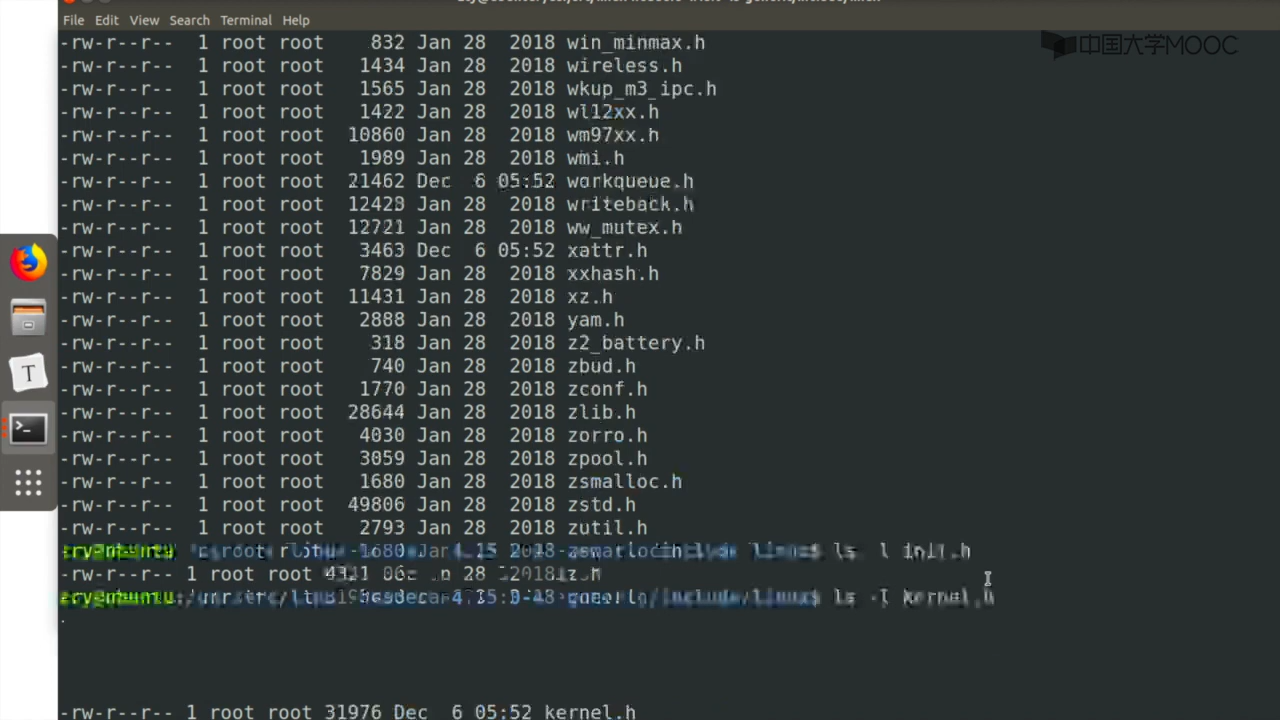 File Edit View Search Terminal Help
中国大学MOOC
-rw-r--r-- 1 root root 832 Jan 28 2018 win_minmax.h
-rw-r--r-- 1 root root 1434 Jan 28 2018 wireless.h
-rw-r--r-- 1 root root 1565 Jan 28 2018 wkup_m3_ipc.h
-rw-r--r-- 1 root root 1422 Jan 28 2018 wl12xx.h
-rw-r--r-- 1 root root 10860 Jan 28 2018 wm97xx.h
-rw-r--r-- 1 root root 1989 Jan 28 2018 wmi.h
-rw-r--r-- 1 root root 21462 Dec 6 05:52 workqueue.h
-rw-r--r-- 1 root root 12429 Jan 28 2018 writeback.h
-rw-r--r-- 1 root root 12721 Jan 28 2018 ww_mutex.h
-rw-r--r-- 1 root root 3463 Dec 6 05:52 xattr.h
-rw-r--r-- 1 root root 7829 Jan 28 2018 xxhash.h
-rw-r--r-- 1 root root 11431 Jan 28 2018 xz.h
-rw-r--r-- 1 root root 2888 Jan 28 2018 yam.h
-rw-r--r-- 1 root root 318 Jan 28 2018 z2_battery.h
-rw-r--r-- 1 root root 740 Jan 28 2018 zbud.h
-rw-r--r-- 1 root root 1770 Jan 28 2018 zconf.h
-rw-r--r-- 1 root root 28644 Jan 28 2018 zlib.h
-rw-r--r-- 1 root root 4030 Jan 28 2018 zorro.h
-rw-r--r-- 1 root root 3059 Jan 28 2018 zpool.h
-rw-r--r-- 1 root root 1680 Jan 28 2018 zsmalloc.h
-rw-r--r-- 1 root root 49806 Jan 28 2018 zstd.h
-rw-r--r-- 1 root root 2793 Jan 28 2018 zutil.h
ls init.h
-rw-r--r-- 1 root root
ls -l kernel.h
-rw-r--r-- 1 root root 31976 Dec 6 05:52 kernel.h